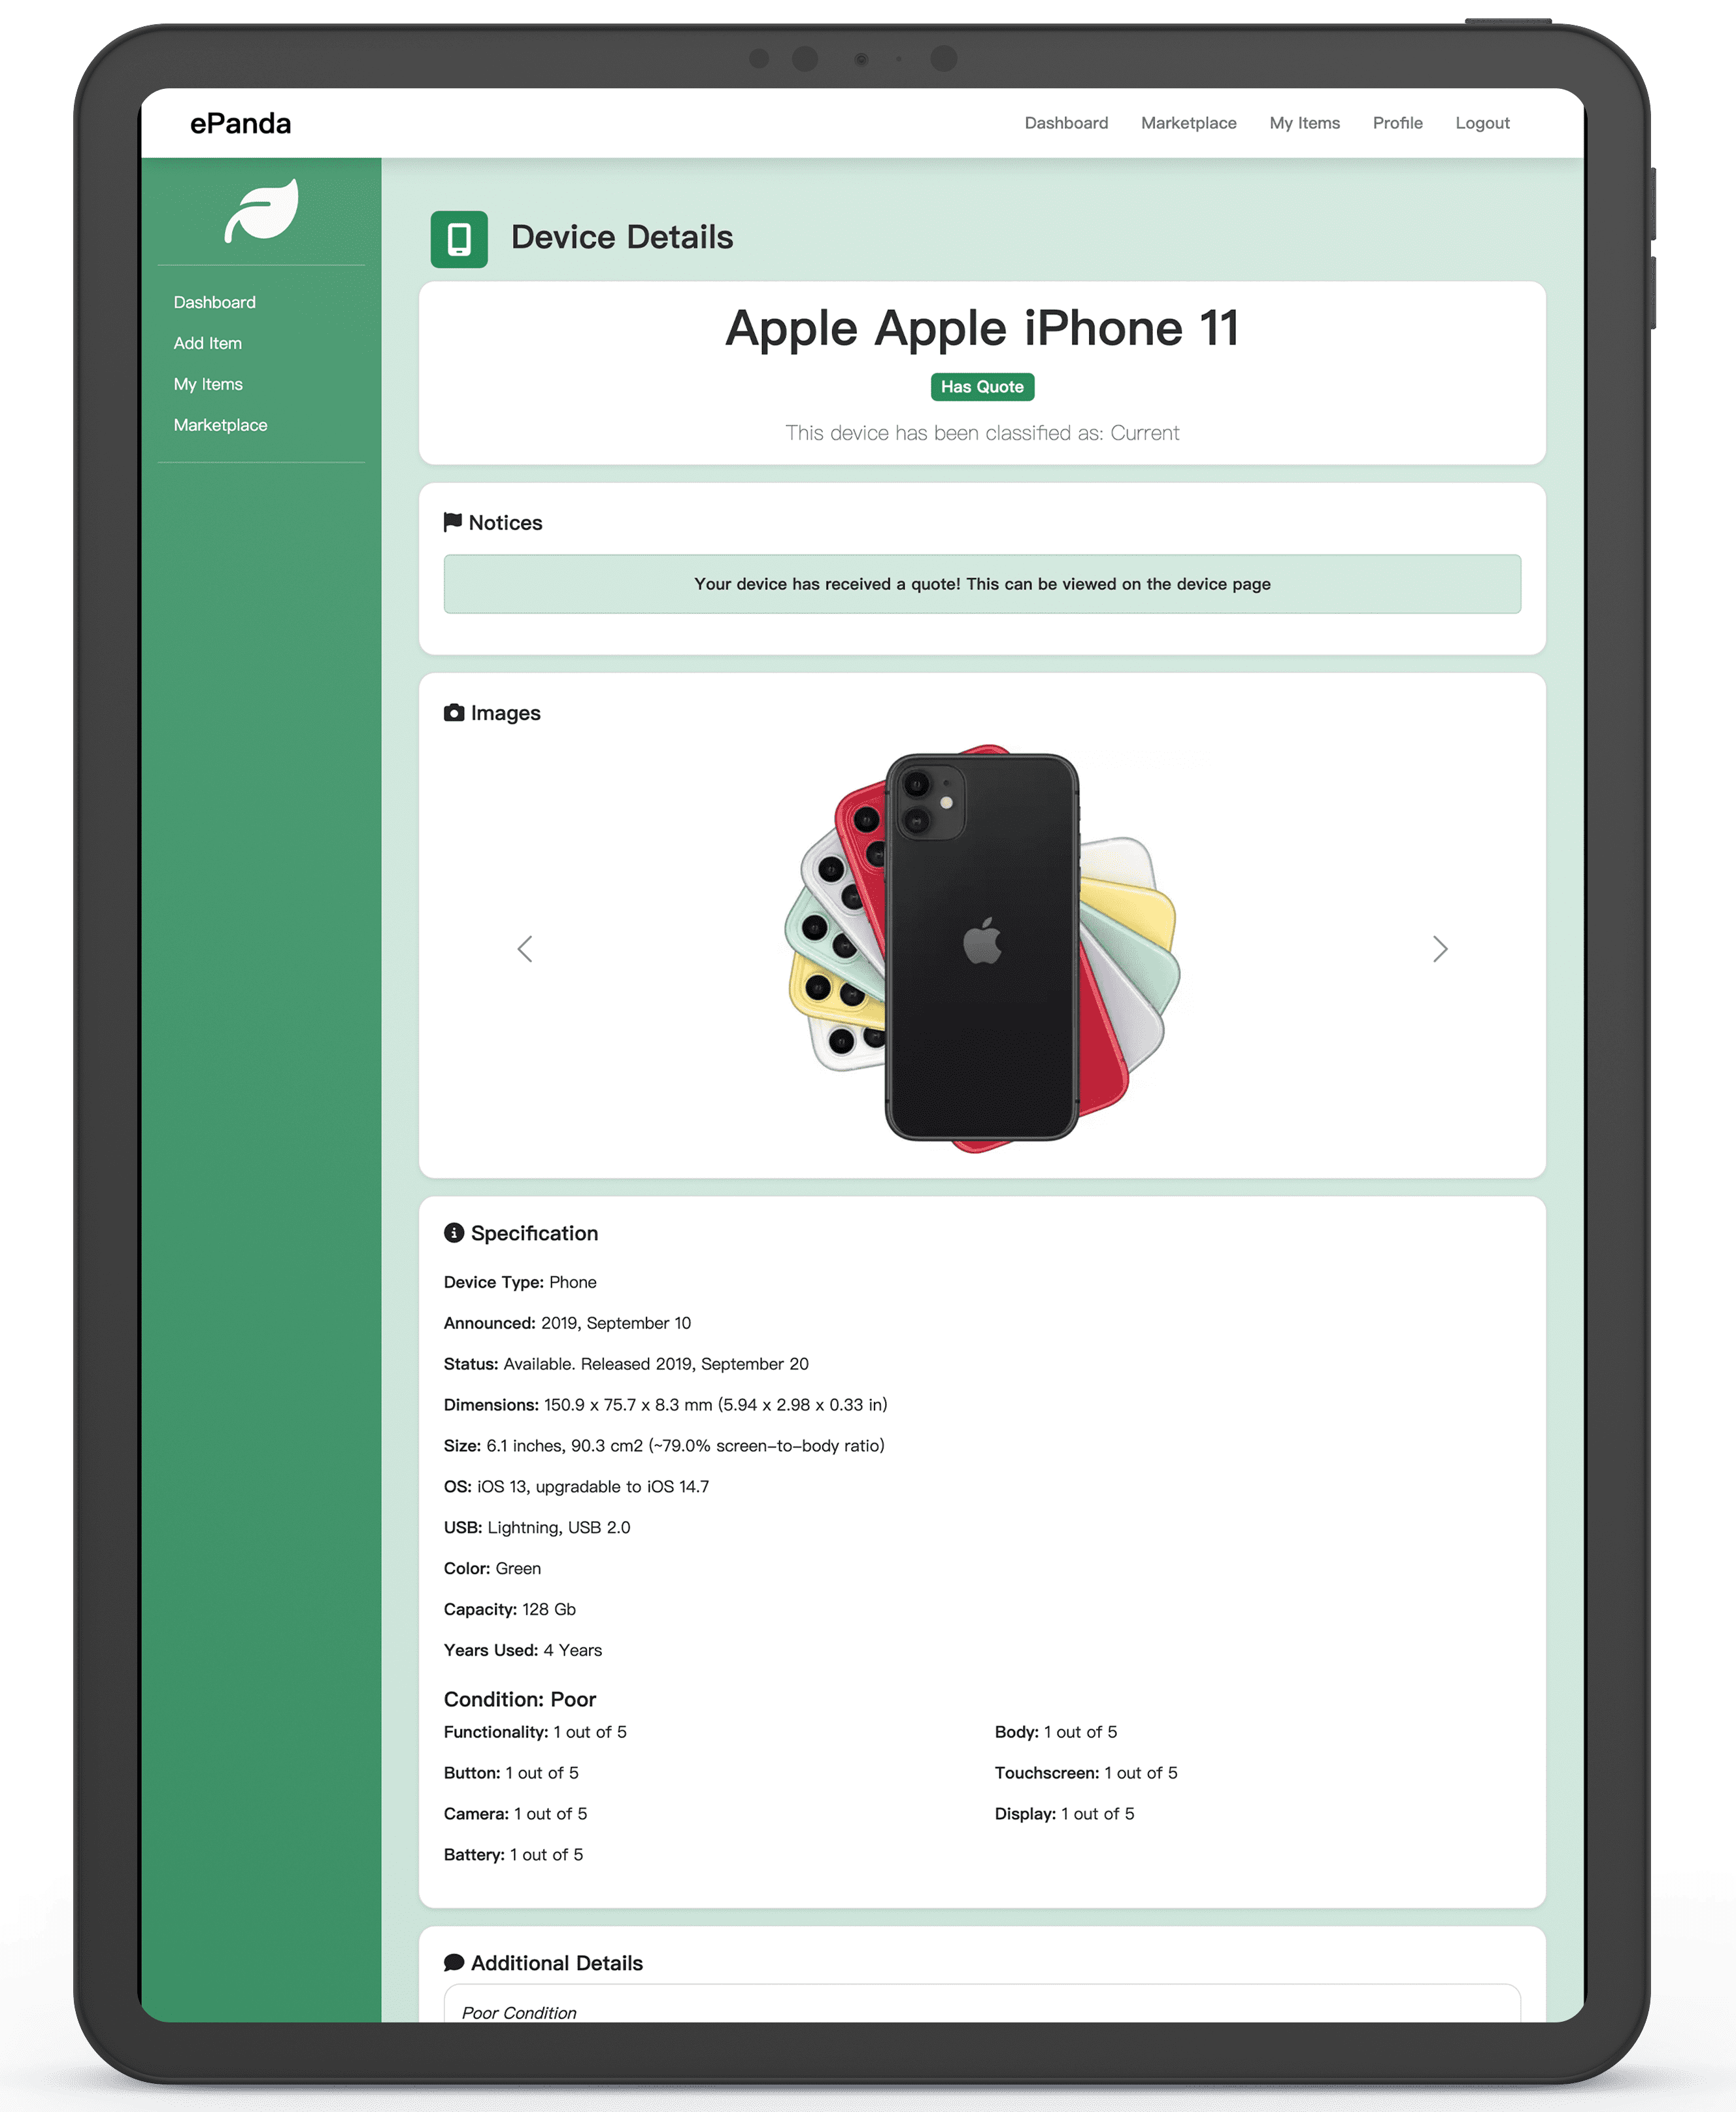 ePanda
Dashboard Marketplace My Items Profile Logout
Dashboard
Add Item
My Items
Marketplace
Device Details
Apple Apple iPhone 11
Has Quote
This device has been classified as: Current
Notices
Your device has received a quote! This can be viewed on the device page
Images
Specification
Device Type: Phone
Announced: 2019, September 10
Status: Available. Released 2019, September 20
Dimensions: 150.9 x 75.7 x 8.3 mm (5.94 x 2.98 x 0.33 in)
Size: 6.1 inches, 90.3 cm2 (~79.0% screen-to-body ratio)
OS: iOS 13, upgradable to iOS 14.7
USB: Lightning, USB 2.0
Color: Green
Capacity: 128 Gb
Years Used: 4 Years
Condition: Poor
Functionality: 1 out of 5 Body: 1 out of 5
Button: 1 out of 5 Touchscreen: 1 out of 5
Camera: 1 out of 5 Display: 1 out of 5
Battery: 1 out of 5
Additional Details
Poor Condition